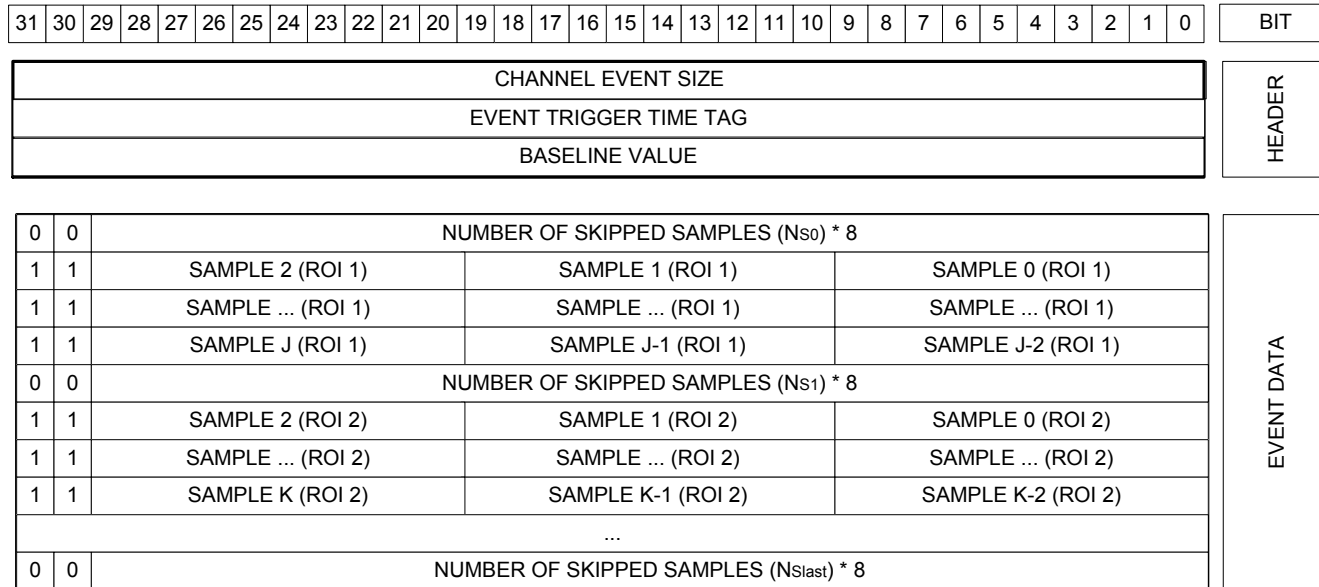 31 30 29 28 27 26 25 24 23 22 21 20 19 18 17 16 15 14 13 12 11 10 9 8 7 6 5 4 3 2 1 0 BIT
CHANNEL EVENT SIZE
EVENT TRIGGER TIME TAG
BASELINE VALUE
HEADER
0 0 NUMBER OF SKIPPED SAMPLES (NS0) * 8
1 1 SAMPLE 2 (ROI 1) SAMPLE 1 (ROI 1) SAMPLE 0 (ROI 1)
1 1 SAMPLE ... (ROI 1) SAMPLE ... (ROI 1) SAMPLE ... (ROI 1)
1 1 SAMPLE J (ROI 1) SAMPLE J-1 (ROI 1) SAMPLE J-2 (ROI 1)
0 0 NUMBER OF SKIPPED SAMPLES (NS1) * 8
1 1 SAMPLE 2 (ROI 2) SAMPLE 1 (ROI 2) SAMPLE 0 (ROI 2)
1 1 SAMPLE ... (ROI 2) SAMPLE ... (ROI 2) SAMPLE ... (ROI 2)
1 1 SAMPLE K (ROI 2) SAMPLE K-1 (ROI 2) SAMPLE K-2 (ROI 2)
...
0 0 NUMBER OF SKIPPED SAMPLES (NSlast) * 8
EVENT DATA